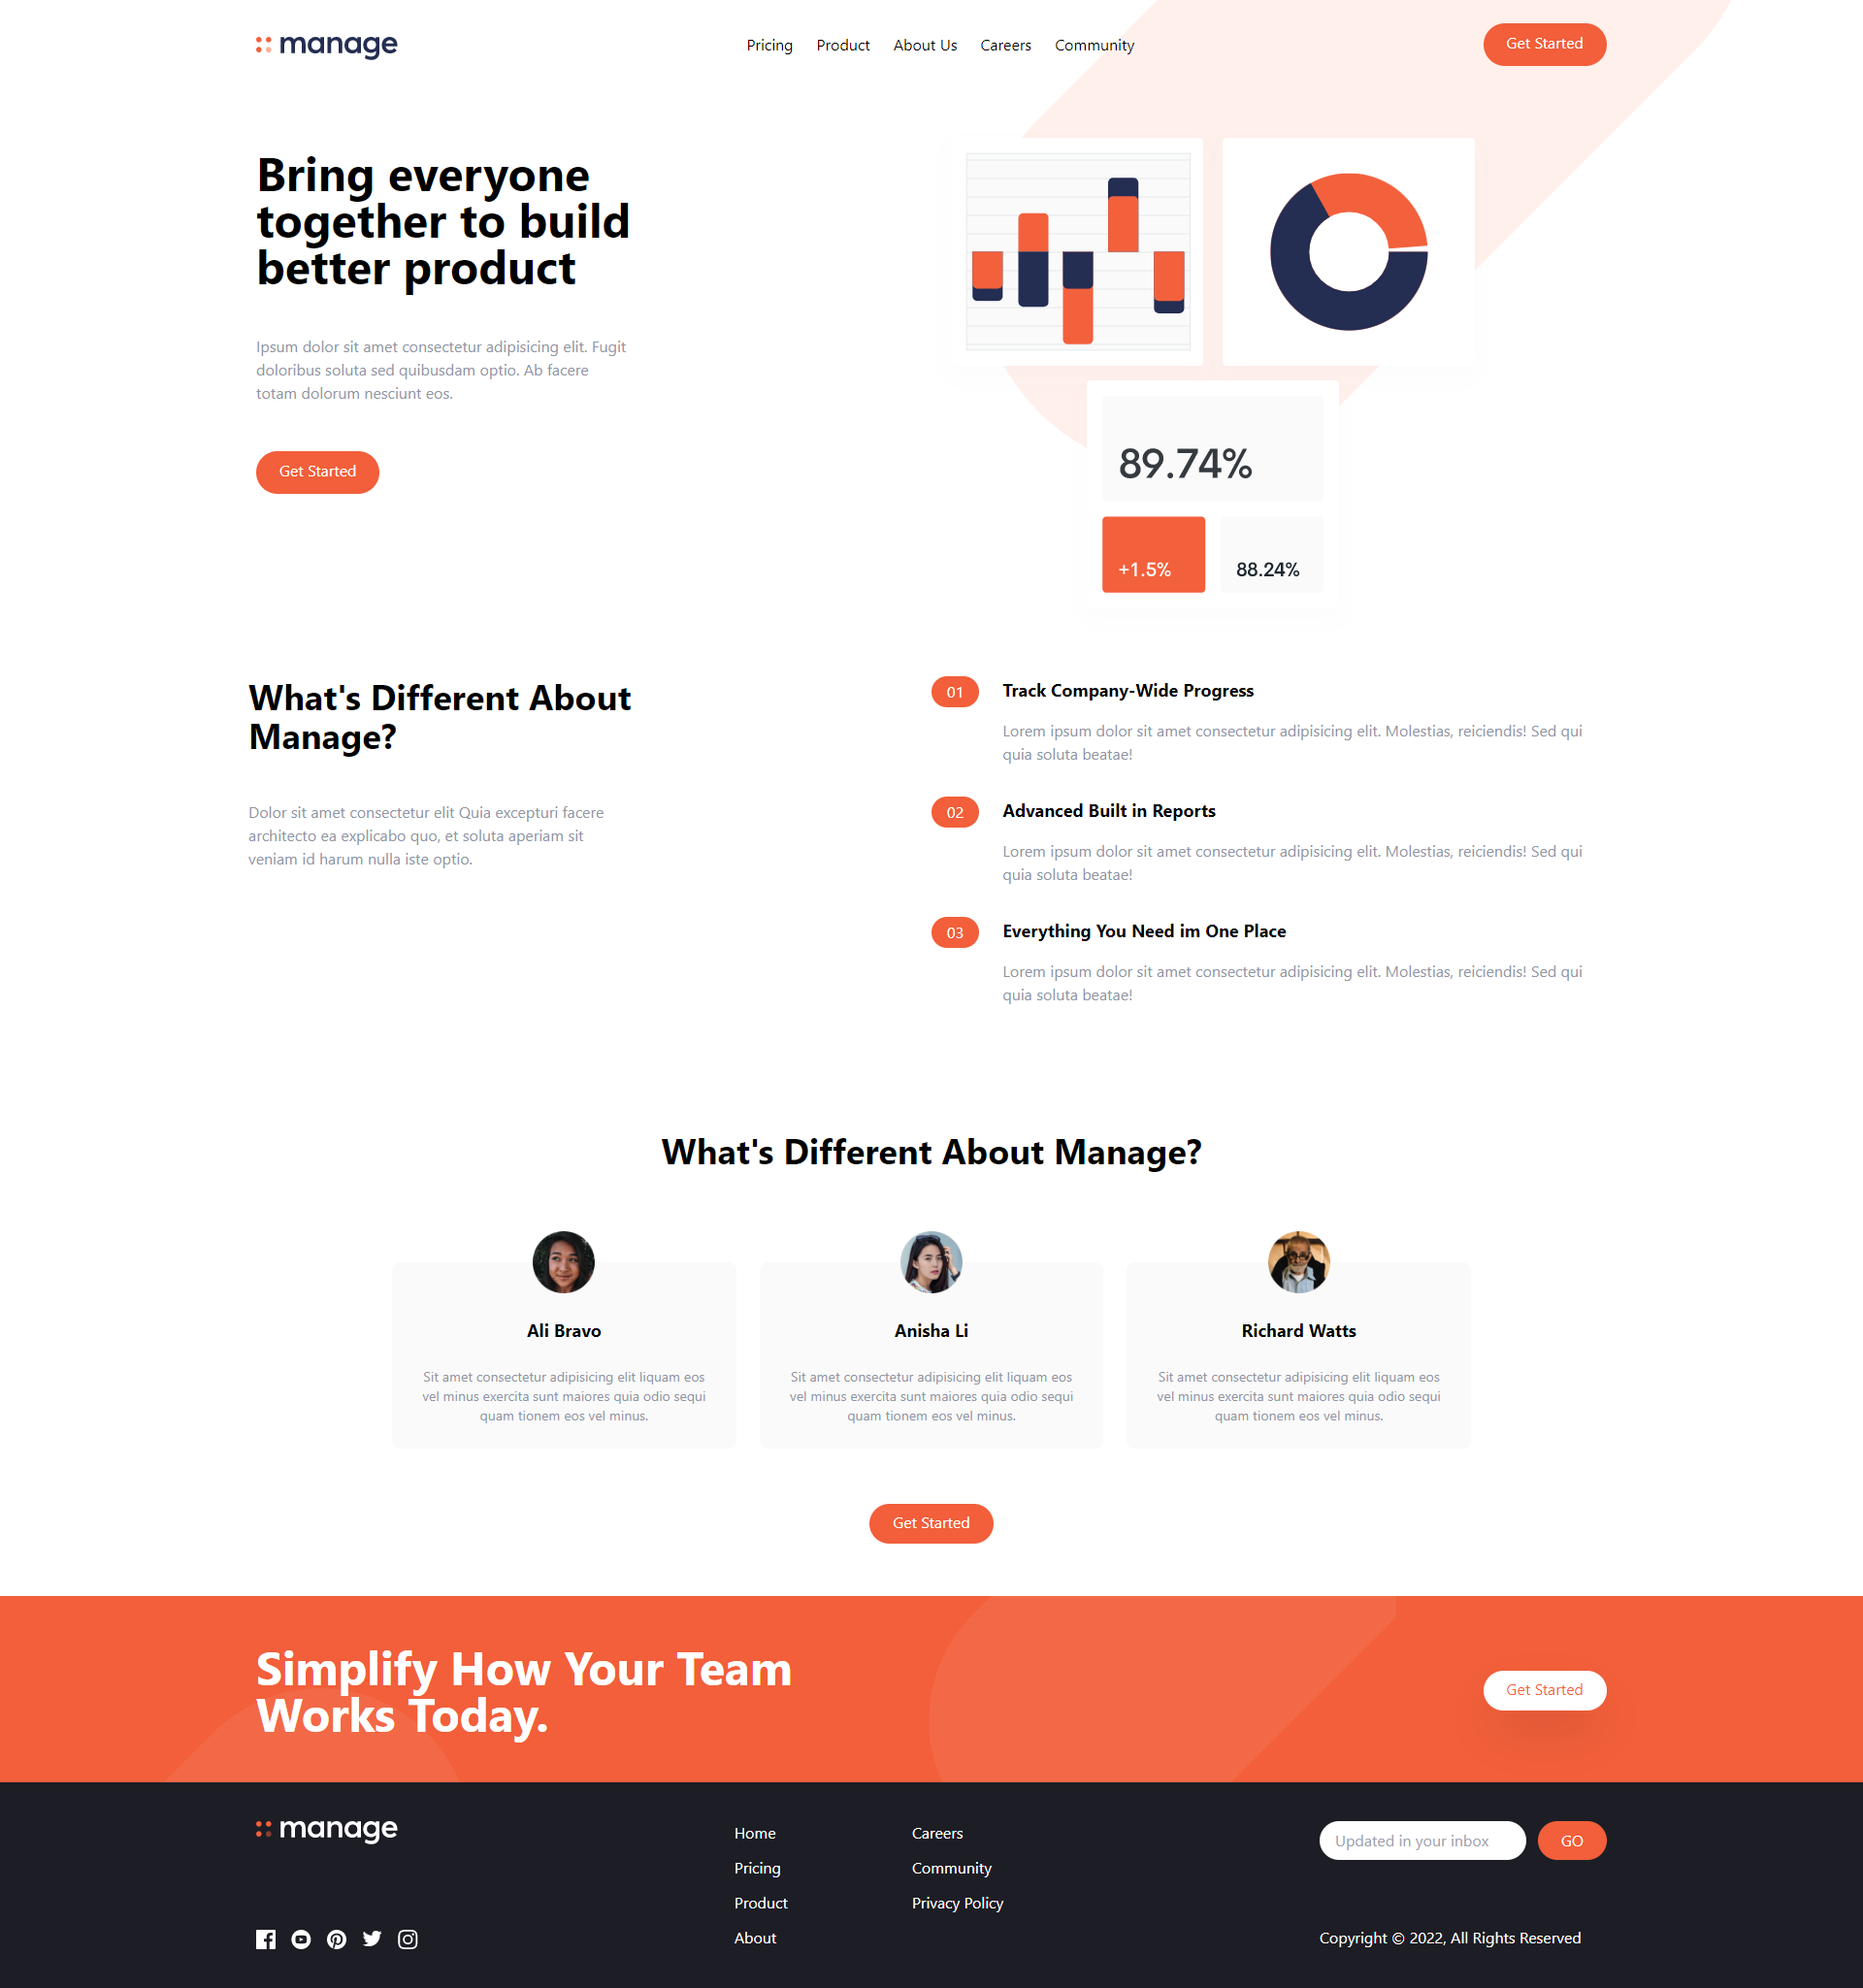 manage
Pricing Product About Us Careers Community
Get Started
Bring everyone
together to build
better product
Ipsum dolor sit amet consectetur adipisicing elit. Fugit
doloribus soluta sed quibusdam optio. Ab facere
totam dolorum nesciunt eos.
Get Started
89.74%
+1.5%
88.24%
What's Different About
Manage?
Dolor sit amet consectetur elit Quia excepturi facere
architecto ea explicabo quo, et soluta aperiam sit
veniam id harum nulla iste optio.
01
Track Company-Wide Progress
Lorem ipsum dolor sit amet consectetur adipisicing elit. Molestias, reiciendis! Sed qui
quia soluta beatae!
02
Advanced Built in Reports
Lorem ipsum dolor sit amet consectetur adipisicing elit. Molestias, reiciendis! Sed qui
quia soluta beatae!
03
Everything You Need im One Place
Lorem ipsum dolor sit amet consectetur adipisicing elit. Molestias, reiciendis! Sed qui
quia soluta beatae!
What's Different About Manage?
Ali Bravo
Sit amet consectetur adipisicing elit liquam eos
vel minus exercita sunt maiores quia odio sequi
quam tionem eos vel minus.
Anisha Li
Sit amet consectetur adipisicing elit liquam eos
vel minus exercita sunt maiores quia odio sequi
quam tionem eos vel minus.
Richard Watts
Sit amet consectetur adipisicing elit liquam eos
vel minus exercita sunt maiores quia odio sequi
quam tionem eos vel minus.
Get Started
Simplify How Your Team
Works Today.
Get Started
manage
Home
Pricing
Product
About
Careers
Community
Privacy Policy
Updated in your inbox
GO
Copyright © 2022, All Rights Reserved